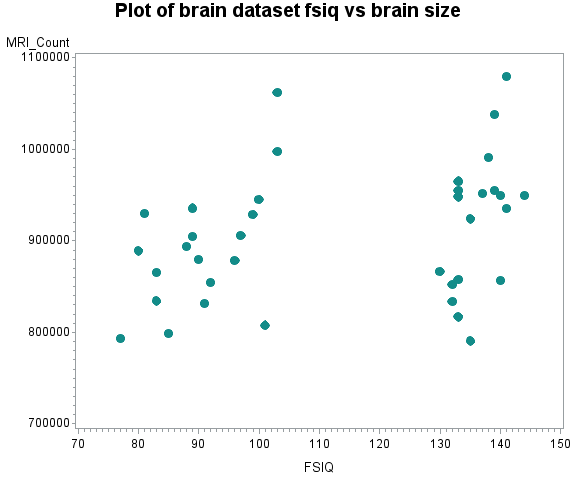 Plot of brain dataset fsiq vs brain size
MRI_Count
1100000
1000000
900000
800000
700000
70 80 90 100 110 120 130 140 150
FSIQ